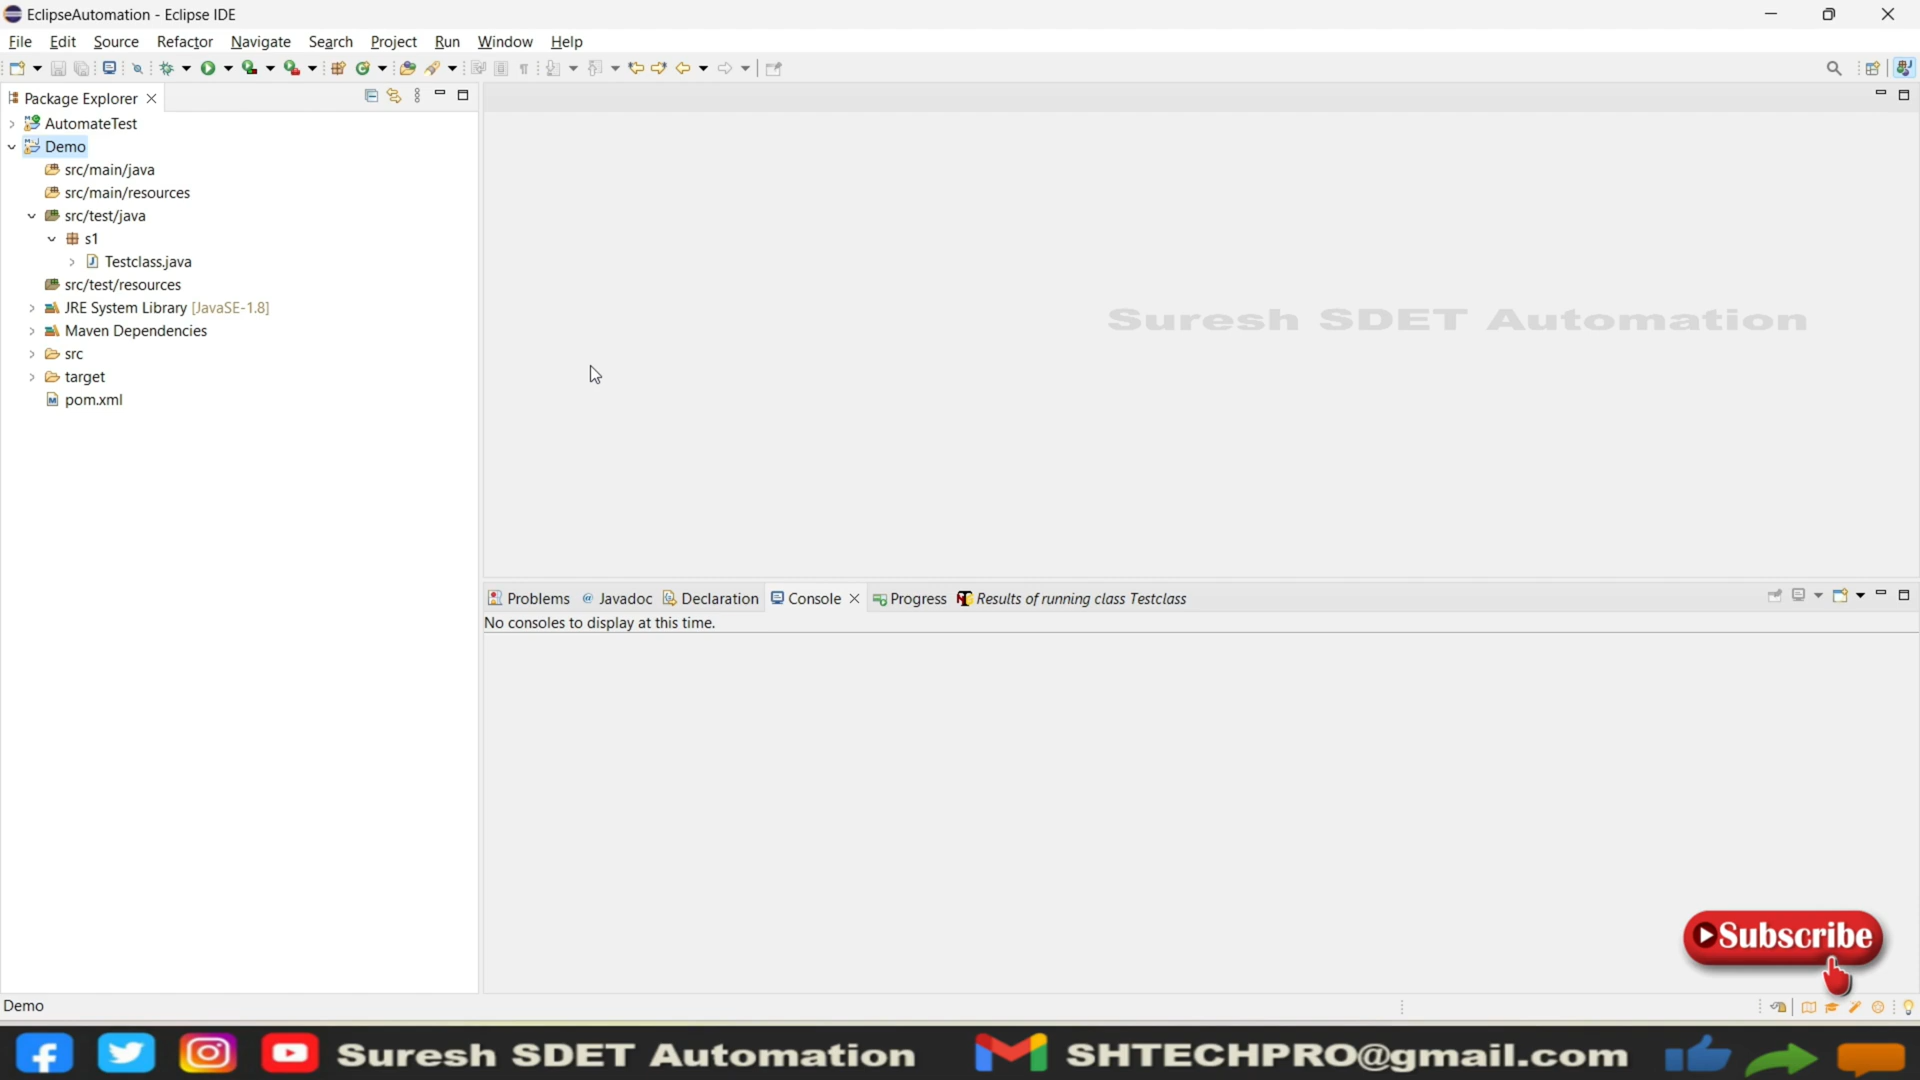 EclipseAutomation - Eclipse IDE
File Edit Source Refactor Navigate Search Project Run Window Help
Package Explorer
AutomateTest
Demo
src/main/java
src/main/resources
src/test/java
s1
Testclass.java
src/test/resources
JRE System Library [JavaSE-1.8]
Maven Dependencies
src
target
pom.xml
Suresh SDET Automation
Problems Javadoc Declaration Console Progress Results of running class Testclass
No consoles to display at this time.
Subscribe
Demo
Suresh SDET Automation SHTECHPRO@gmail.com